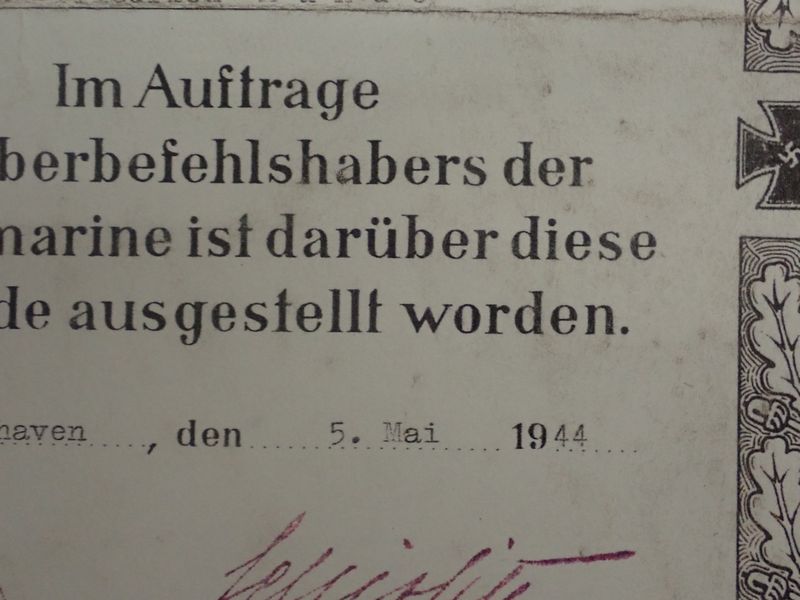 Im Auftrage
berbefehlshabers der
marine ist darüber diese
de ausgestellt worden.
haven , den 5. Mai 1944